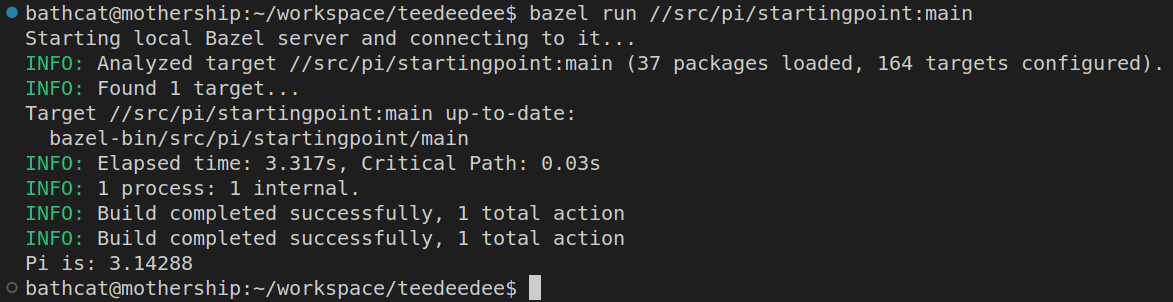 bathcat@mothership:~/workspace/teedeedee$ bazel run //src/pi/startingpoint:main
Starting local Bazel server and connecting to it...
INFO: Analyzed target //src/pi/startingpoint:main (37 packages loaded, 164 targets configured).
INFO: Found 1 target...
Target //src/pi/startingpoint:main up-to-date:
  bazel-bin/src/pi/startingpoint/main
INFO: Elapsed time: 3.317s, Critical Path: 0.03s
INFO: 1 process: 1 internal.
INFO: Build completed successfully, 1 total action
INFO: Build completed successfully, 1 total action
Pi is: 3.14288
bathcat@mothership:~/workspace/teedeedee$